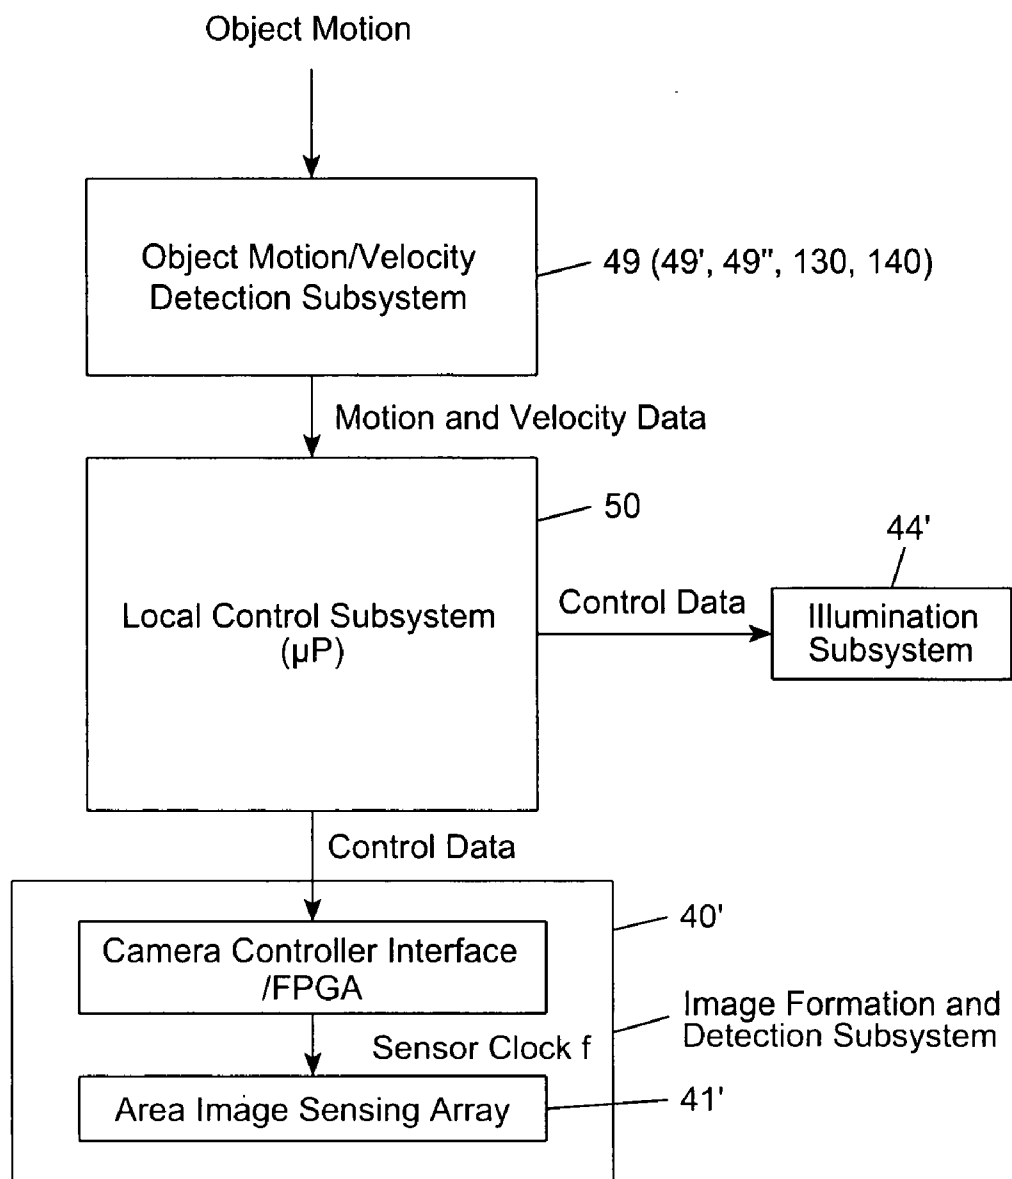 Object Motion
Object Motion/Velocity
Detection Subsystem
49 (49', 49", 130, 140)
Motion and Velocity Data
50
44'
Local Control Subsystem
(µP)
Control Data
Illumination
Subsystem
Control Data
40'
Camera Controller Interface
/FPGA
Image Formation and
Detection Subsystem
Sensor Clock f
Area Image Sensing Array
41'